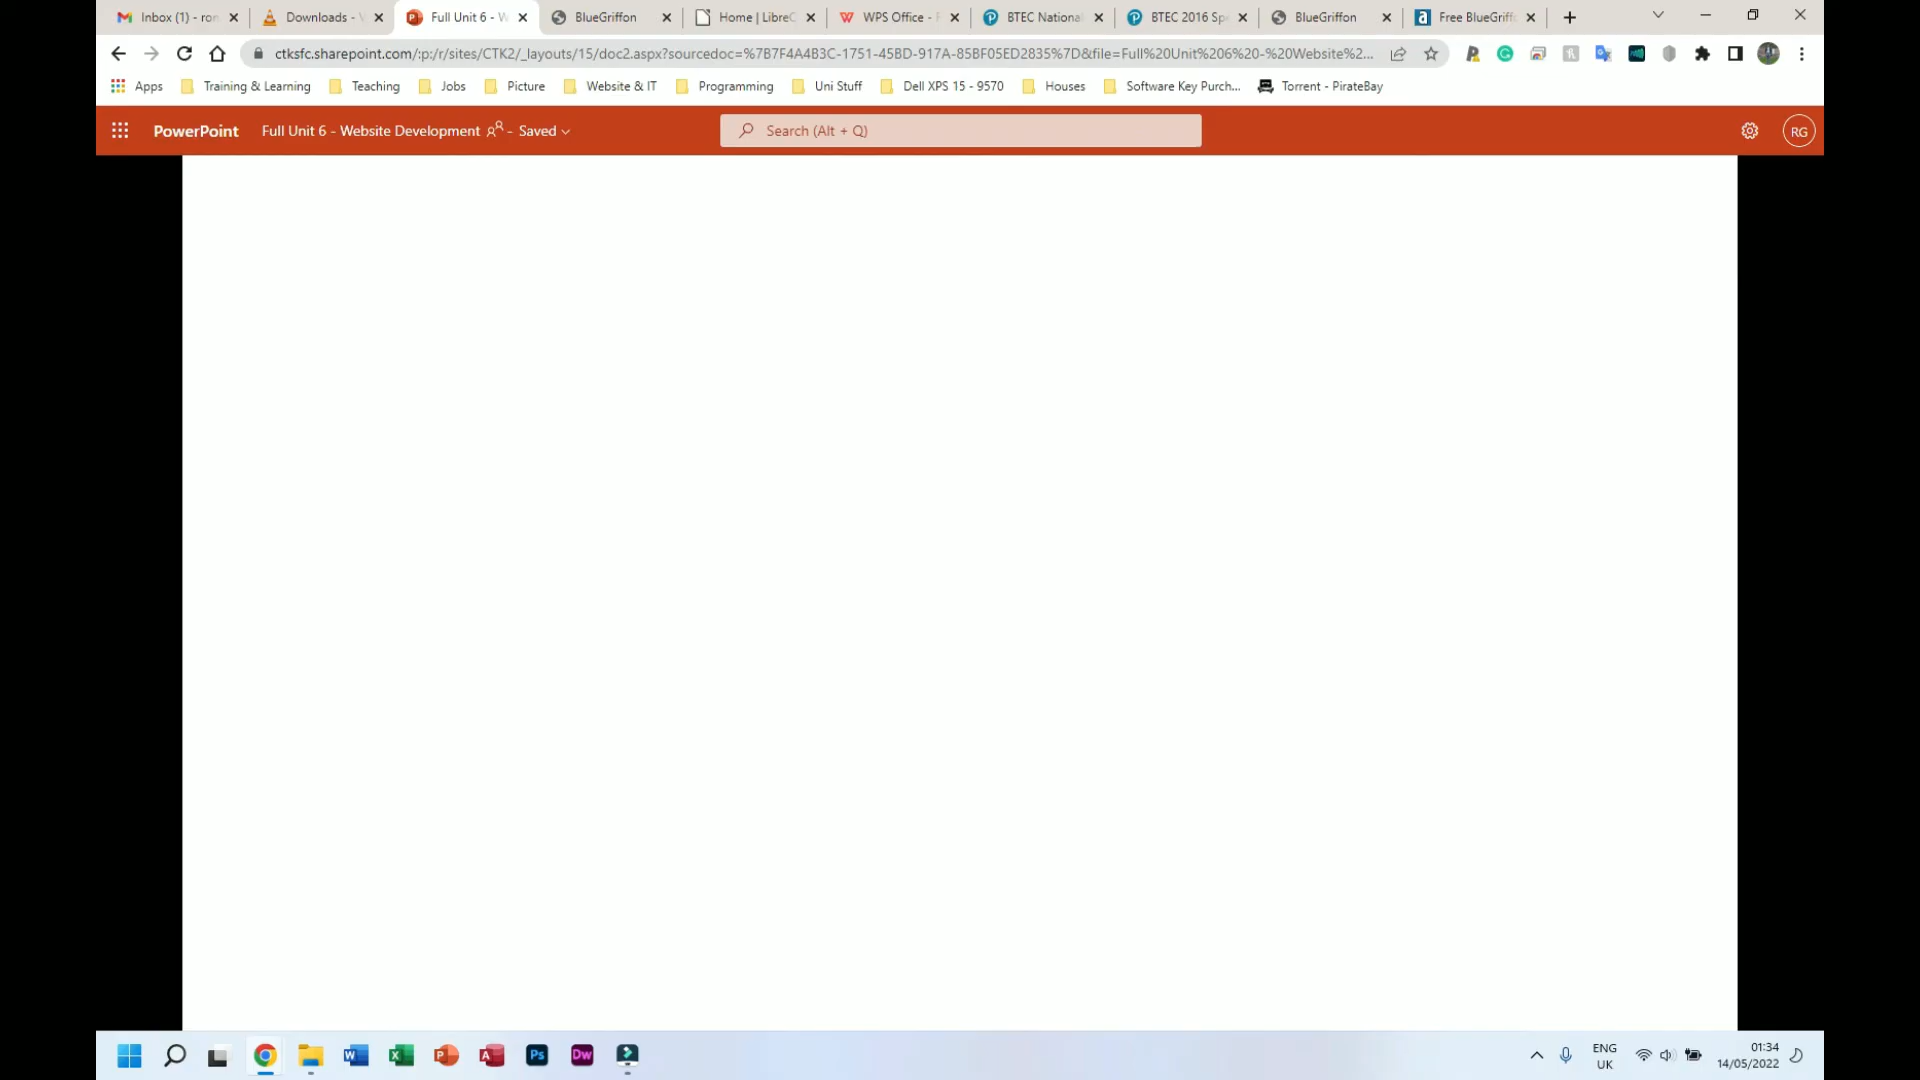 Inbox (1) - ron
Downloads -
Full Unit 6 - W
BlueGriffon
Home | LibreO
WPS Office -
BTEC National
BTEC 2016 Sp
BlueGriffon
Free BlueGriff
ctksfc.sharepoint.com/:p:/r/sites/CTK2/_layouts/15/doc2.aspx?sourcedoc=%7B7F4A4B3C-1751-45BD-917A-85BF05ED2835%7D&file=Full%20Unit%206%20-%20Website%2...
Apps
Training & Learning
Teaching
Jobs
Picture
Website & IT
Programming
Uni Stuff
Dell XPS 15 - 9570
Houses
Software Key Purch...
Torrent - PirateBay
PowerPoint
Full Unit 6 - Website Development - Saved
Search (Alt + Q)
RG
Ps
Dw
ENG
UK
01:34
14/05/2022